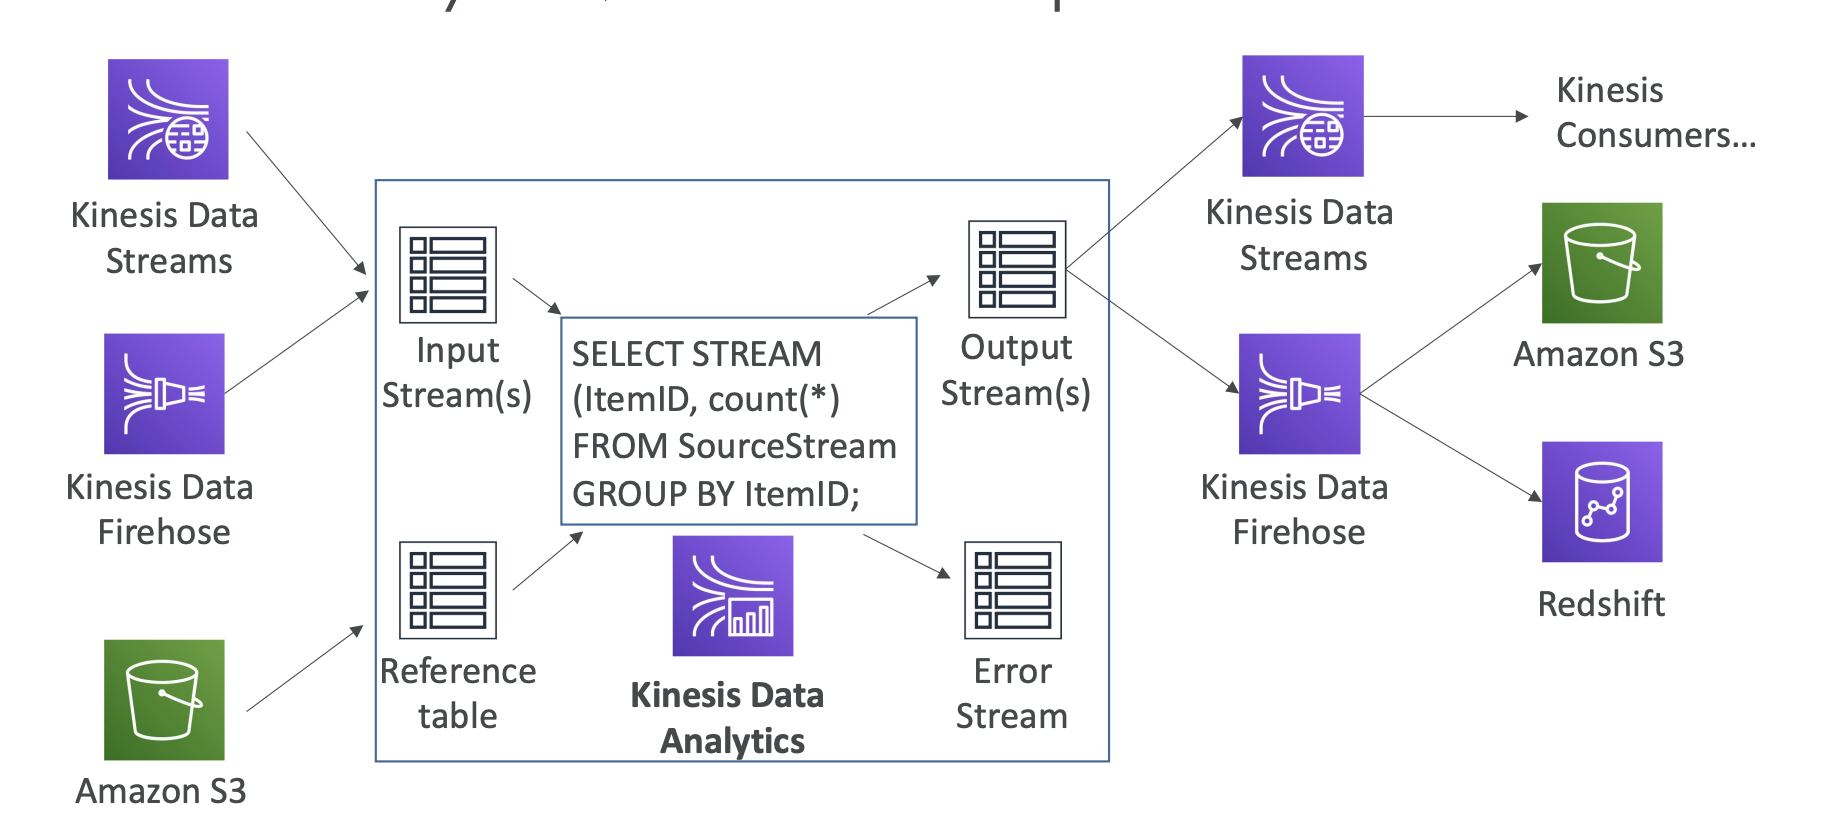 Kinesis Data
Streams
Kinesis Data
Firehose
Amazon S3
Input
Stream(s)
Reference
table
SELECT STREAM
(ItemID, count(*)
FROM SourceStream
GROUP BY ItemID;
Kinesis Data
Analytics
Output
Stream(s)
Error
Stream
Kinesis Data
Streams
Kinesis Data
Firehose
Kinesis
Consumers...
Amazon S3
Redshift